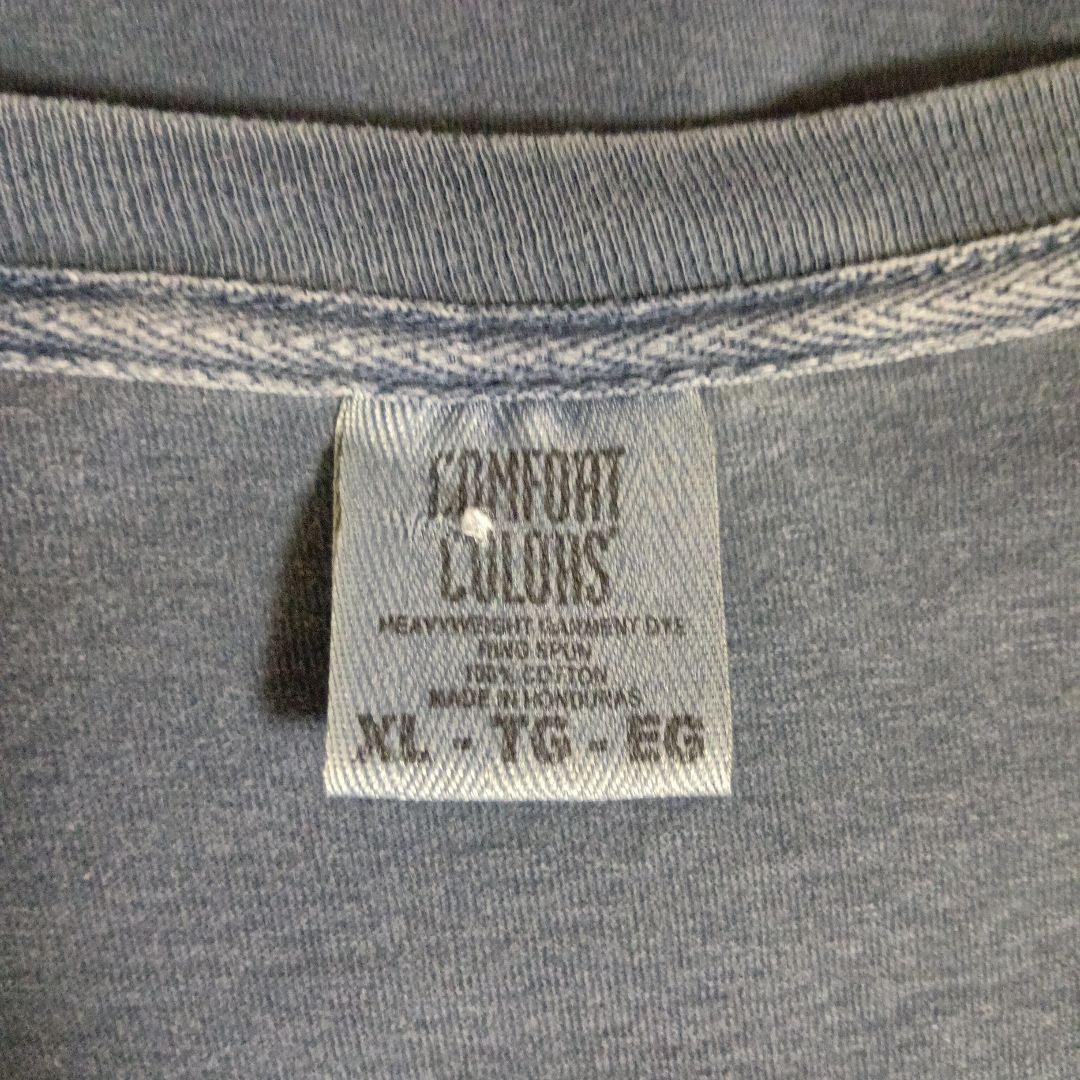 COMFORT
COLORS
HEAVYWEIGHT GARMENT DYE
RING SPUN
100% COTTON
MADE IN HONDURAS
XL - TG - EG